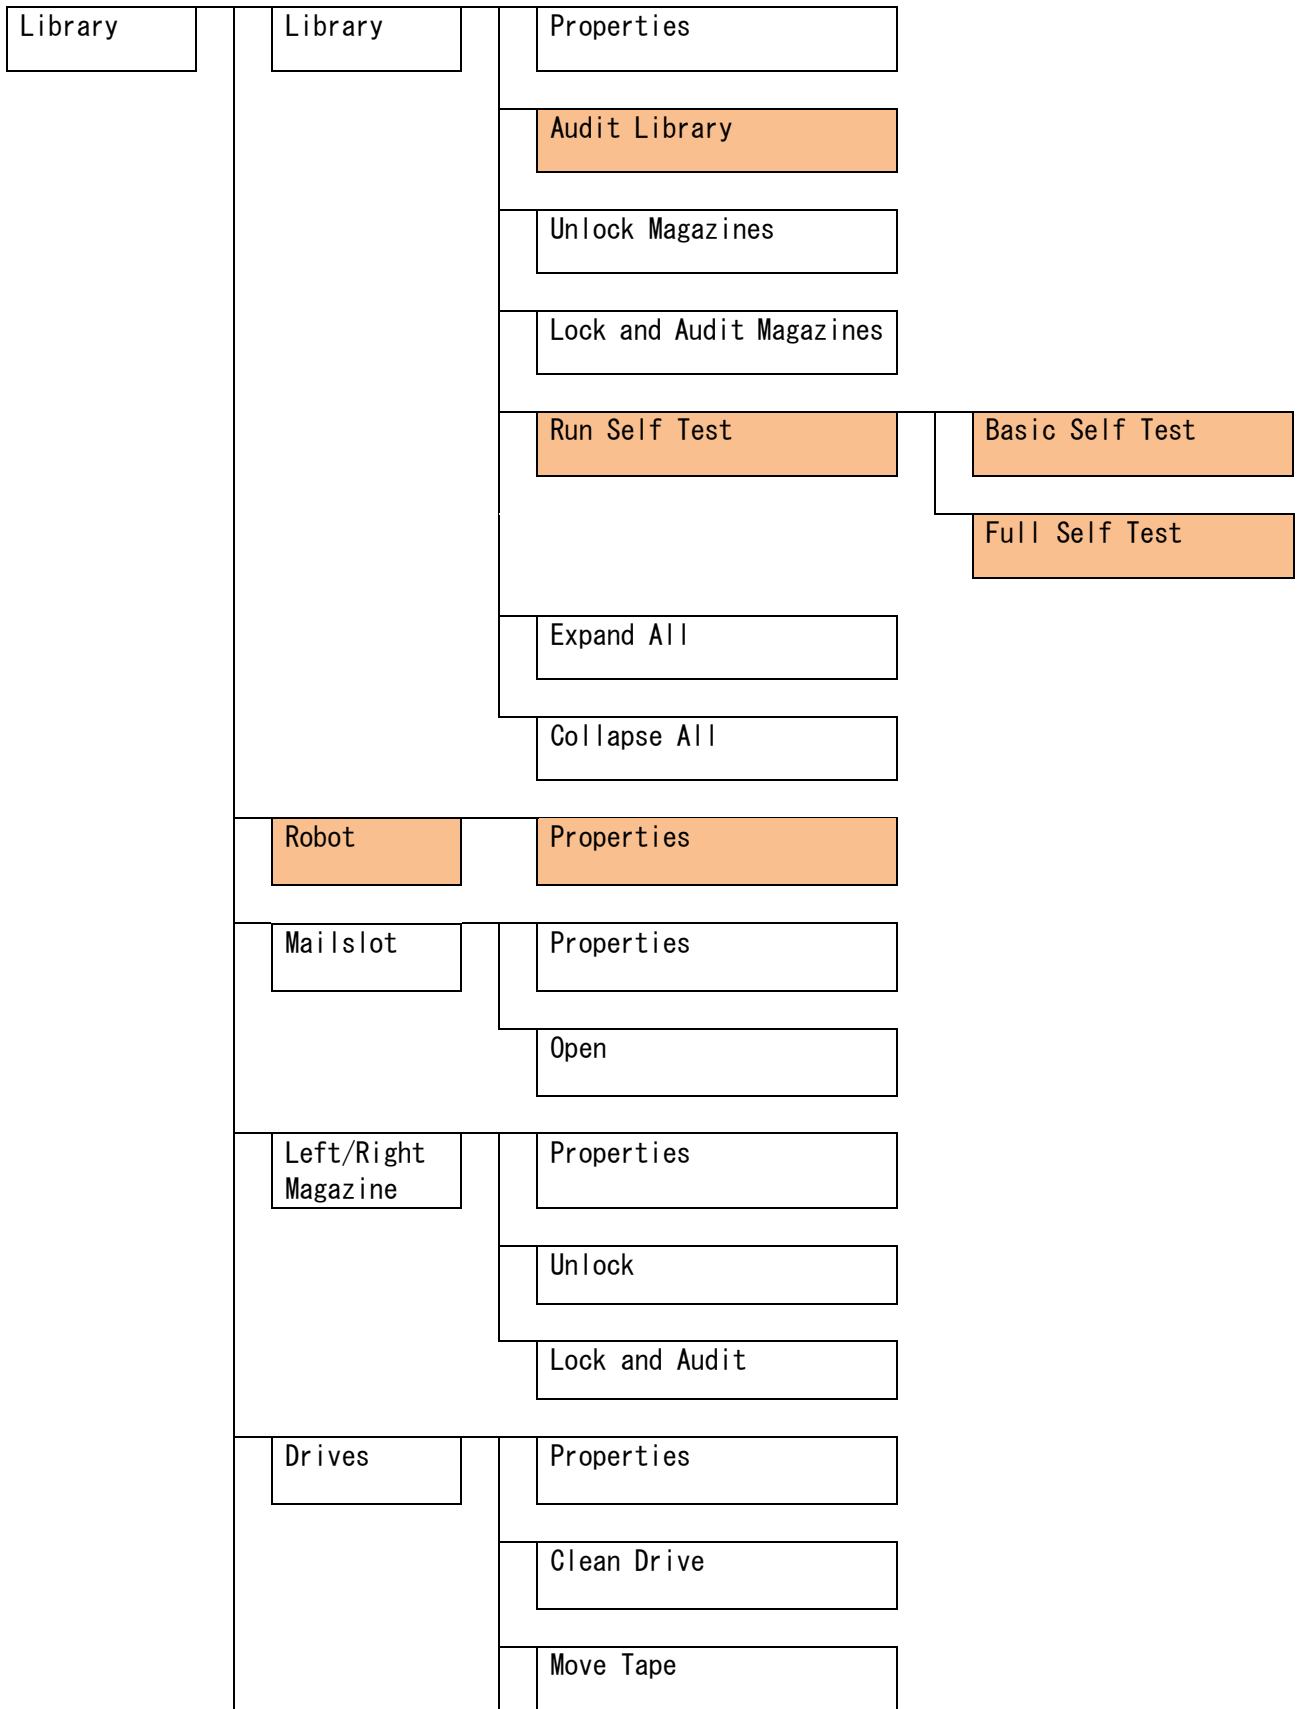 Library
Library
Properties
Audit Library
Unlock Magazines
Lock and Audit Magazines
Run Self Test
Basic Self Test
Full Self Test
Expand All
Collapse All
Robot
Properties
Mailslot
Properties
Open
Left/Right
Magazine
Properties
Unlock
Lock and Audit
Drives
Properties
Clean Drive
Move Tape